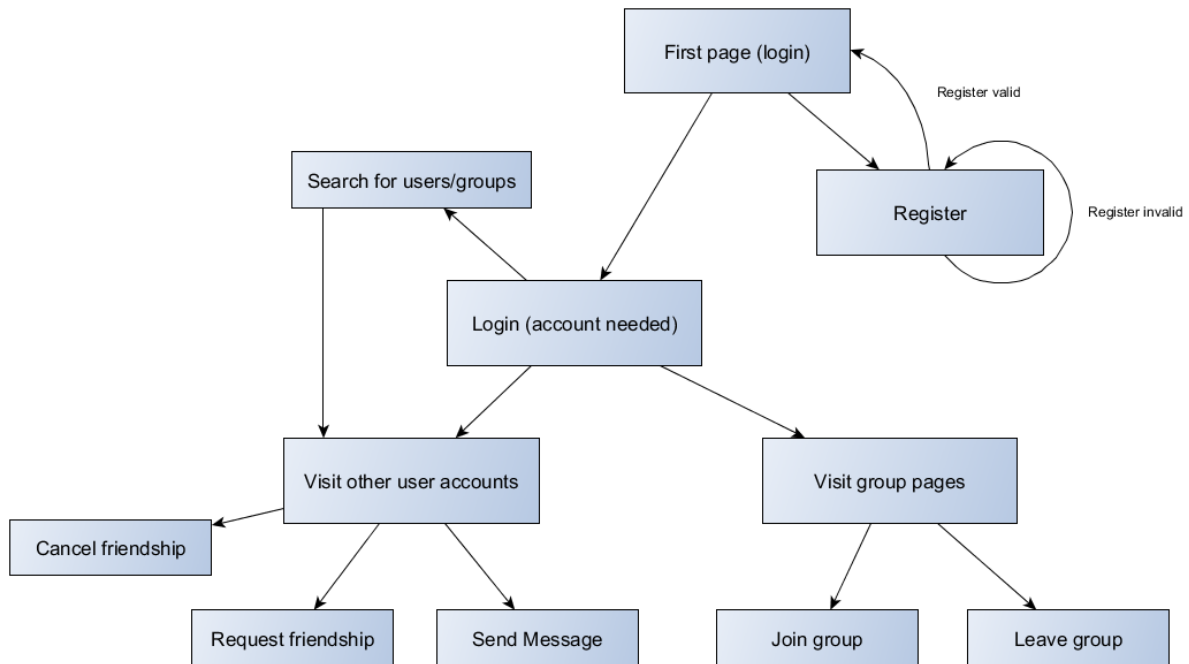 First page (login)
Register valid
Search for users/groups
Register
Register invalid
Login (account needed)
Visit other user accounts
Visit group pages
Cancel friendship
Request friendship
Send Message
Join group
Leave group